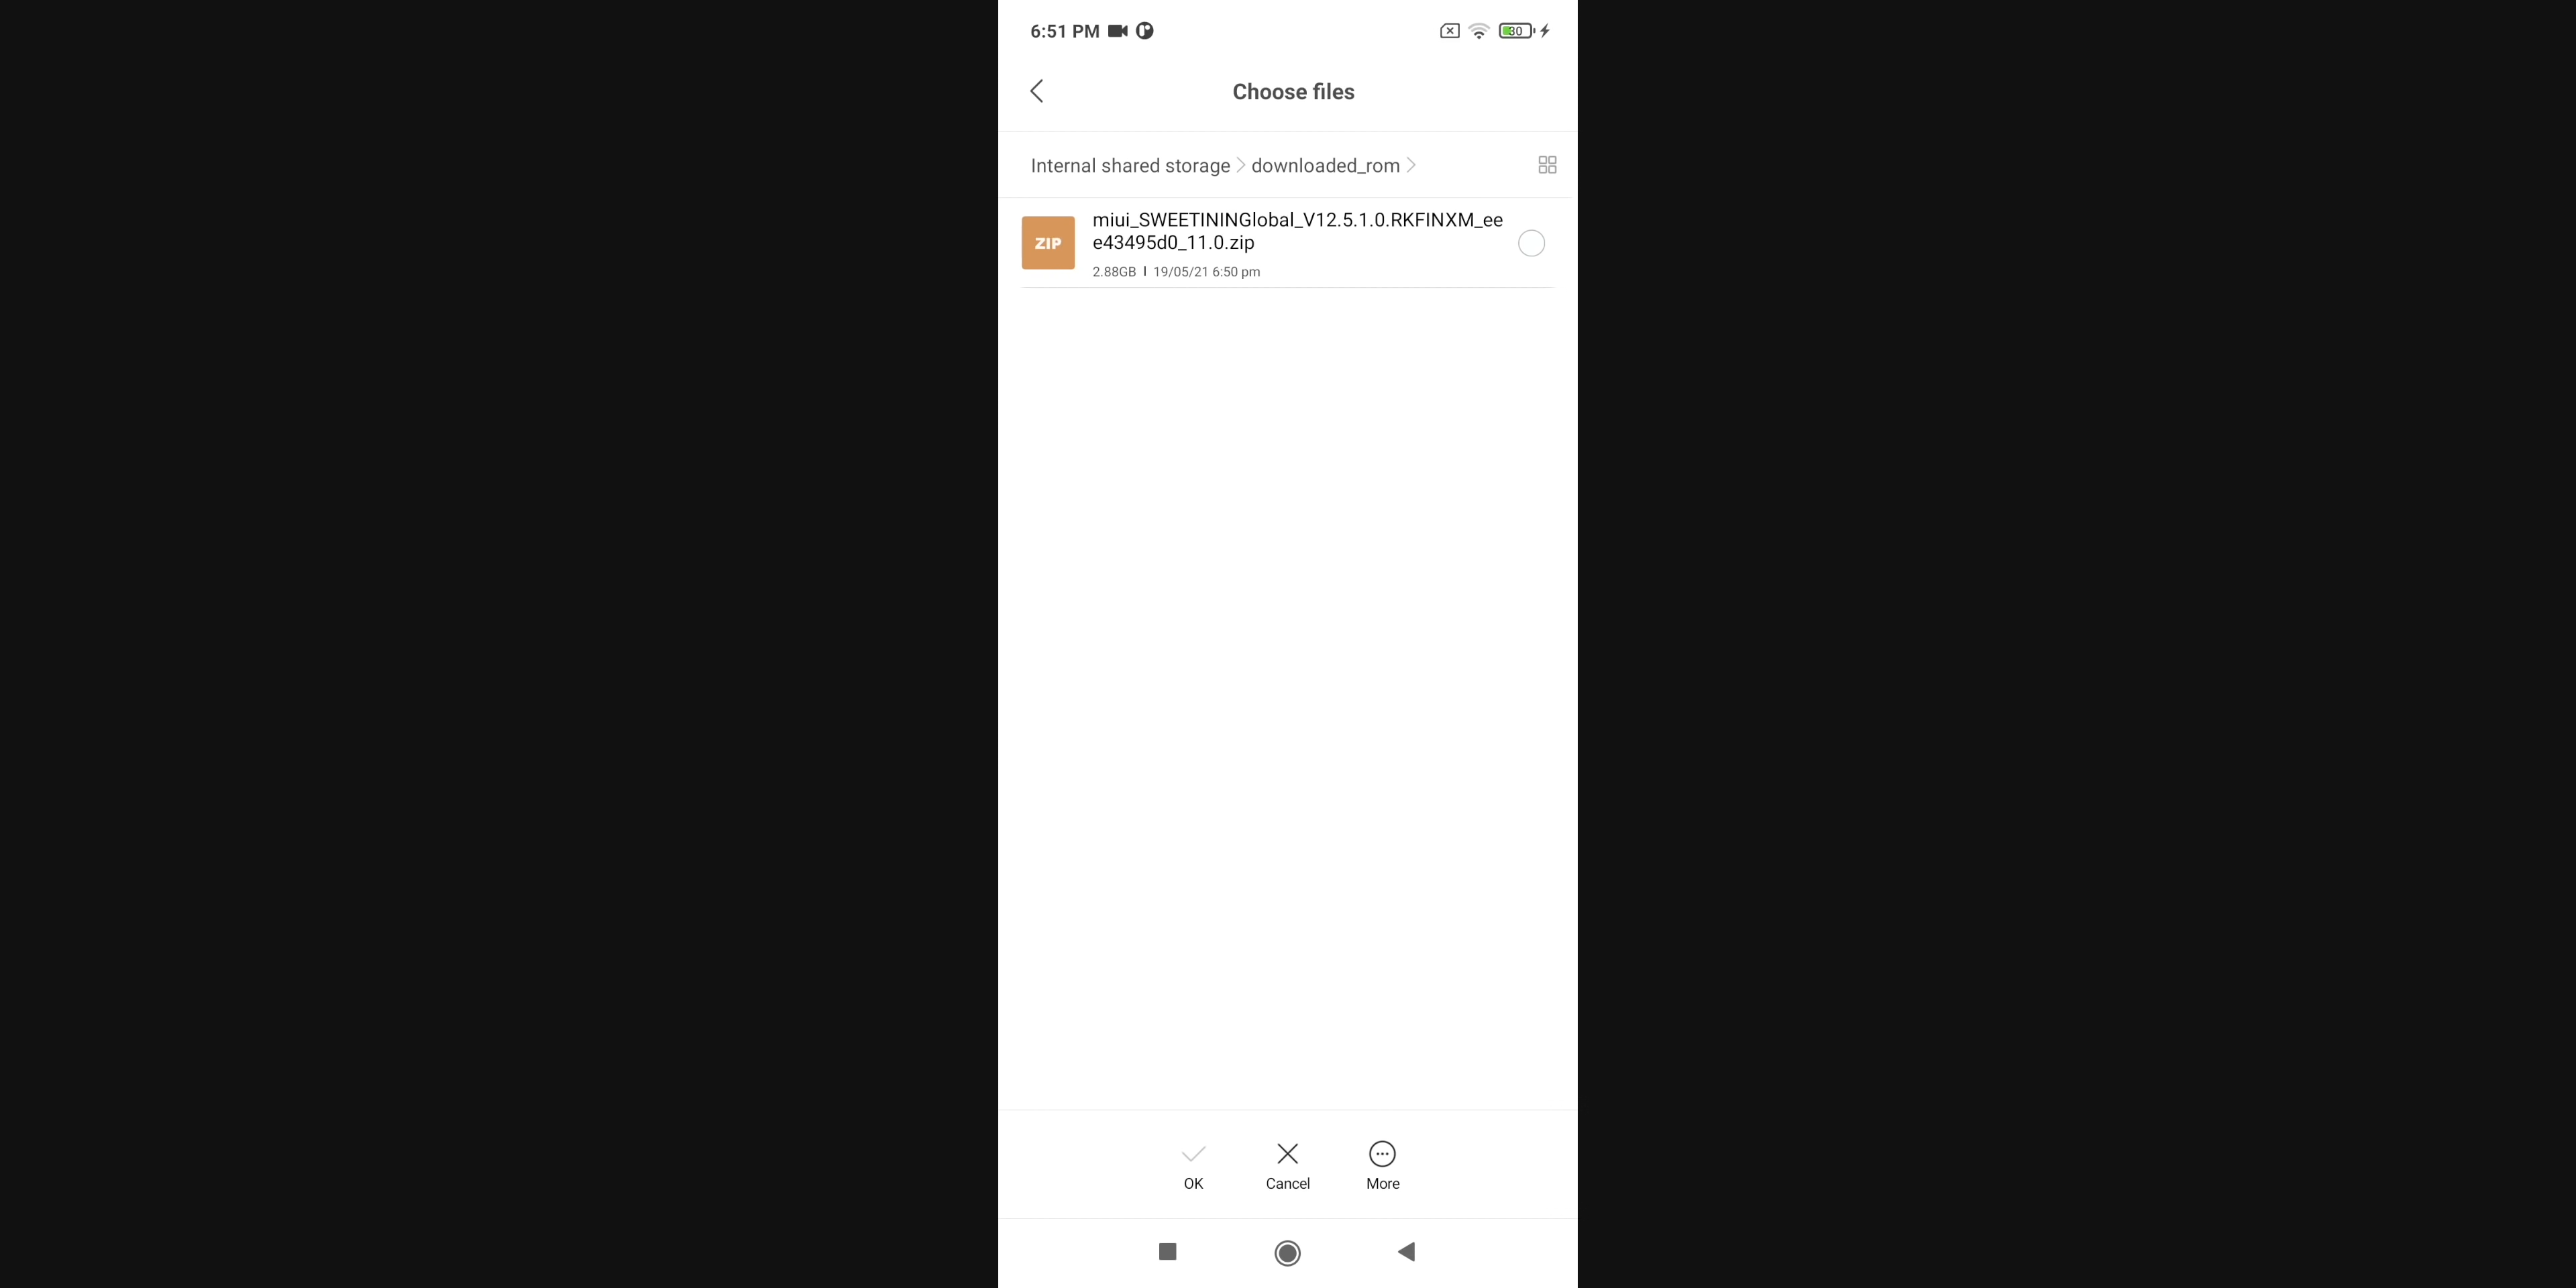 6:51 PM
30
Choose files
Internal shared storage
downloaded_rom
ZIP
miui_SWEETININGlobal_V12.5.1.0.RKFINXM_ee
e43495d0_11.0.zip
2.88GB | 19/05/21 6:50 pm
OK
Cancel
More